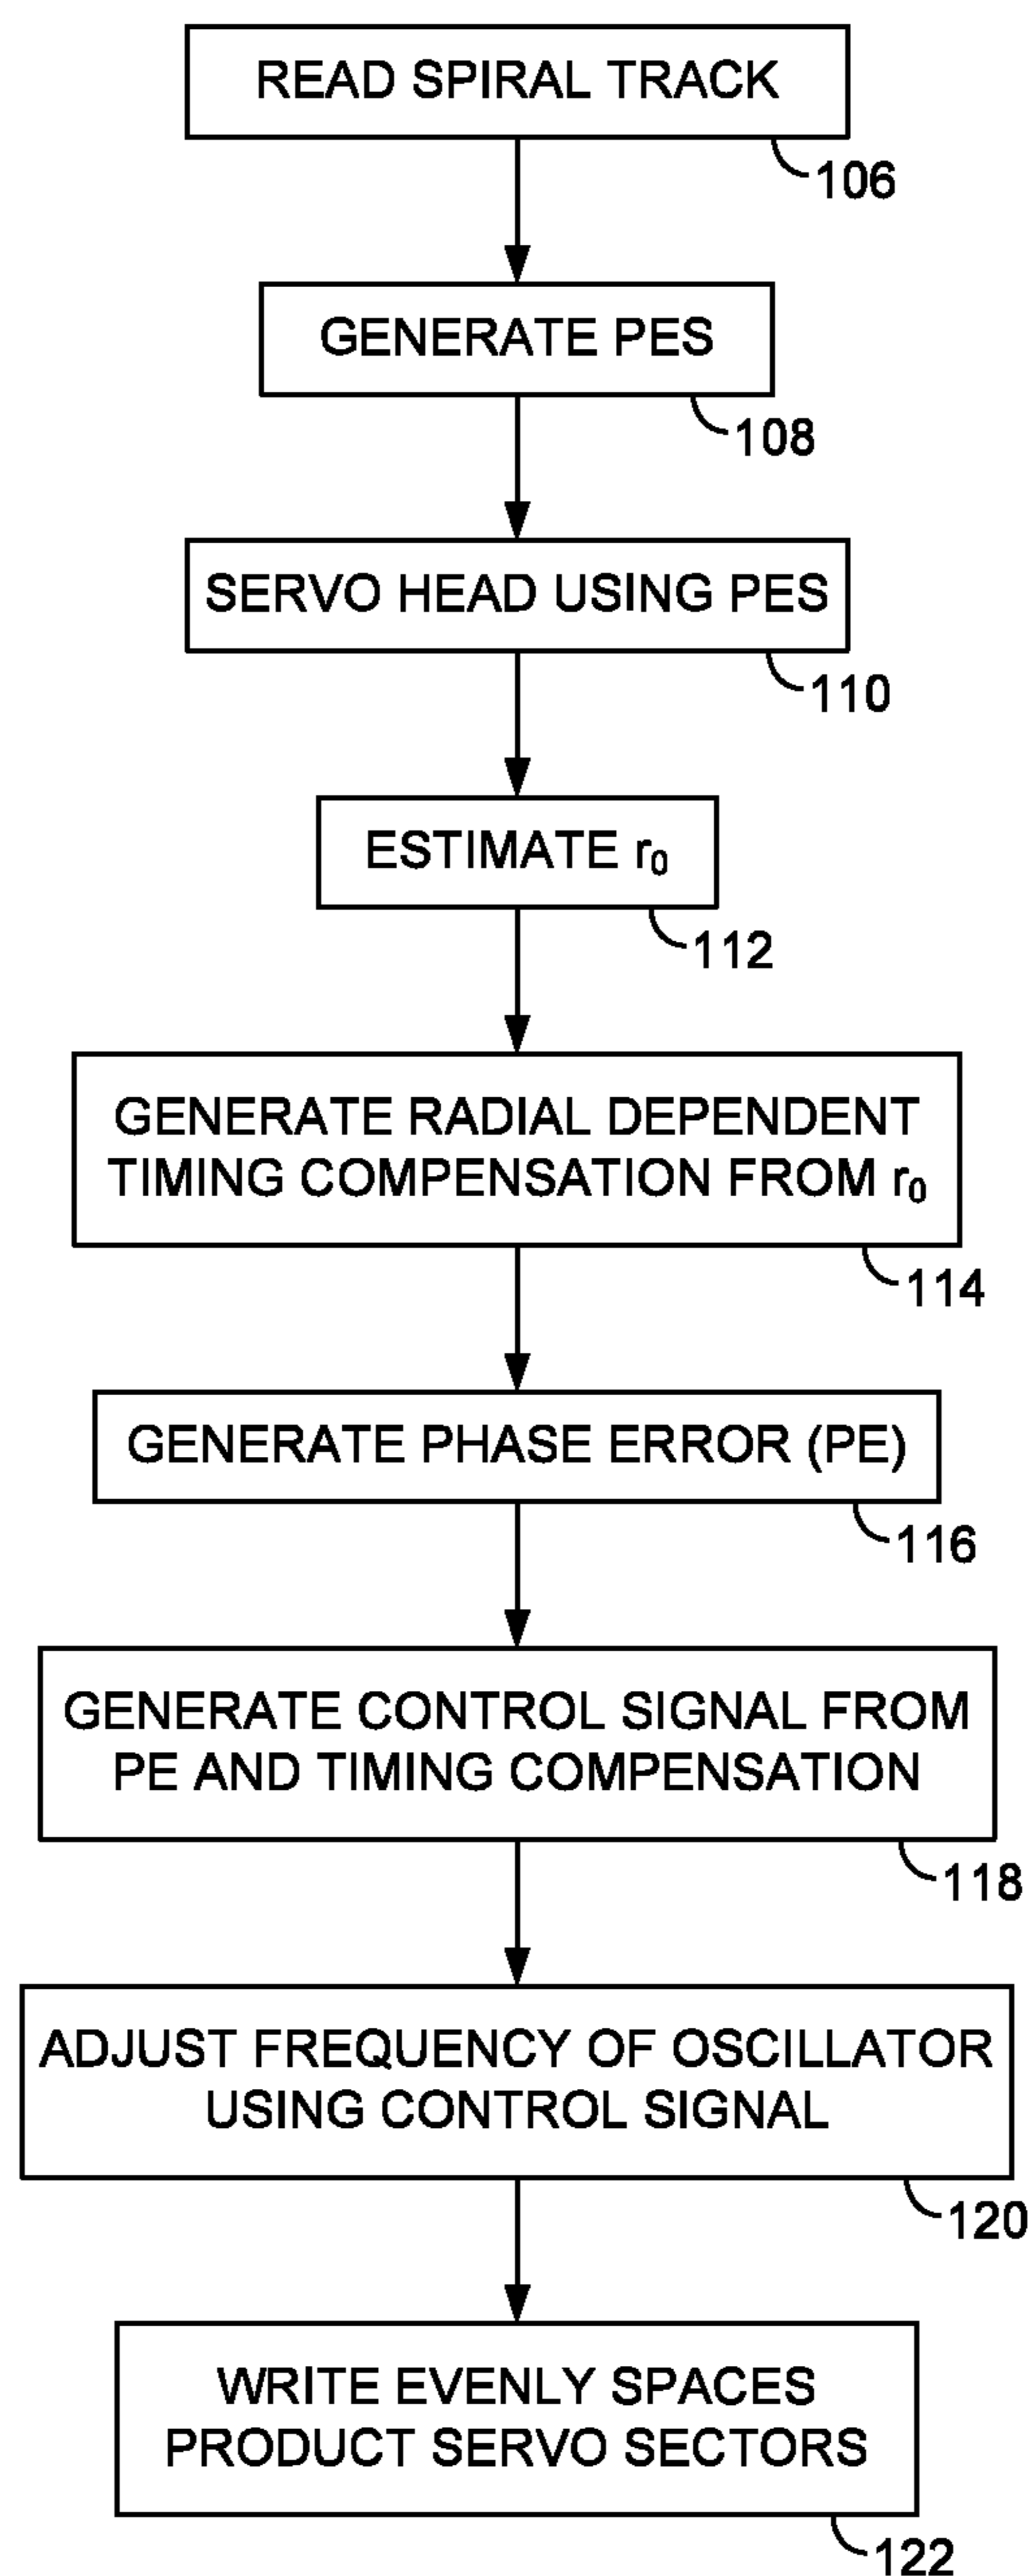 READ SPIRAL TRACK
106
GENERATE PES
108
SERVO HEAD USING PES
110
ESTIMATE r₀
112
GENERATE RADIAL DEPENDENT
TIMING COMPENSATION FROM r₀
114
GENERATE PHASE ERROR (PE)
116
GENERATE CONTROL SIGNAL FROM
PE AND TIMING COMPENSATION
118
ADJUST FREQUENCY OF OSCILLATOR
USING CONTROL SIGNAL
120
WRITE EVENLY SPACES
PRODUCT SERVO SECTORS
122